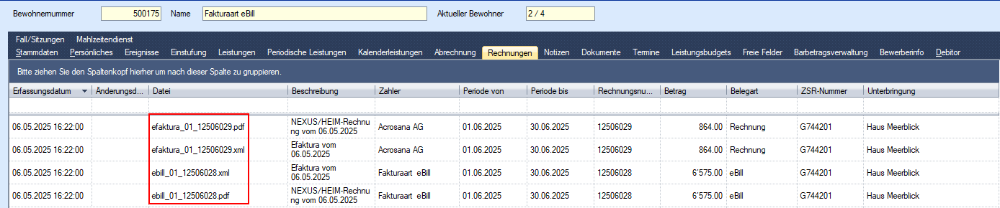 Bewohnernummer 500175 Name Fakturaart eBill Aktueller Bewohner 2 / 4
Fall/Sitzungen Mahlzeitendienst
Stammdaten Persönliches Ereignisse Einstufung Leistungen Periodische Leistungen Kalenderleistungen Abrechnung Rechnungen Notizen Dokumente Termine Leistungsbudgets Freie Felder Barbetragsverwaltung Bewerberinfo Debitor
Bitte ziehen Sie den Spaltenkopf hierher um nach dieser Spalte zu gruppieren.
Erfassungsdatum Änderungsd... Datei Beschreibung Zahler Periode von Periode bis Rechnungsnu... Betrag Belegart ZSR-Nummer Unterbringung
06.05.2025 16:22:00 efaktura_01_12506029.pdf NEXUS/HEIM-Rechnu Acrosana AG 01.06.2025 30.06.2025 12506029 864.00 Rechnung G744201 Haus Meerblick
ng vom 06.05.2025
06.05.2025 16:22:00 efaktura_01_12506029.xml Efaktura vom Acrosana AG 01.06.2025 30.06.2025 12506029 864.00 Rechnung G744201 Haus Meerblick
06.05.2025
06.05.2025 16:22:00 ebill_01_12506028.xml Efaktura vom Fakturaart eBill 01.06.2025 30.06.2025 12506028 6'575.00 eBill G744201 Haus Meerblick
06.05.2025
06.05.2025 16:22:00 ebill_01_12506028.pdf NEXUS/HEIM-Rechnu Fakturaart eBill 01.06.2025 30.06.2025 12506028 6'575.00 eBill G744201 Haus Meerblick
ng vom 06.05.2025